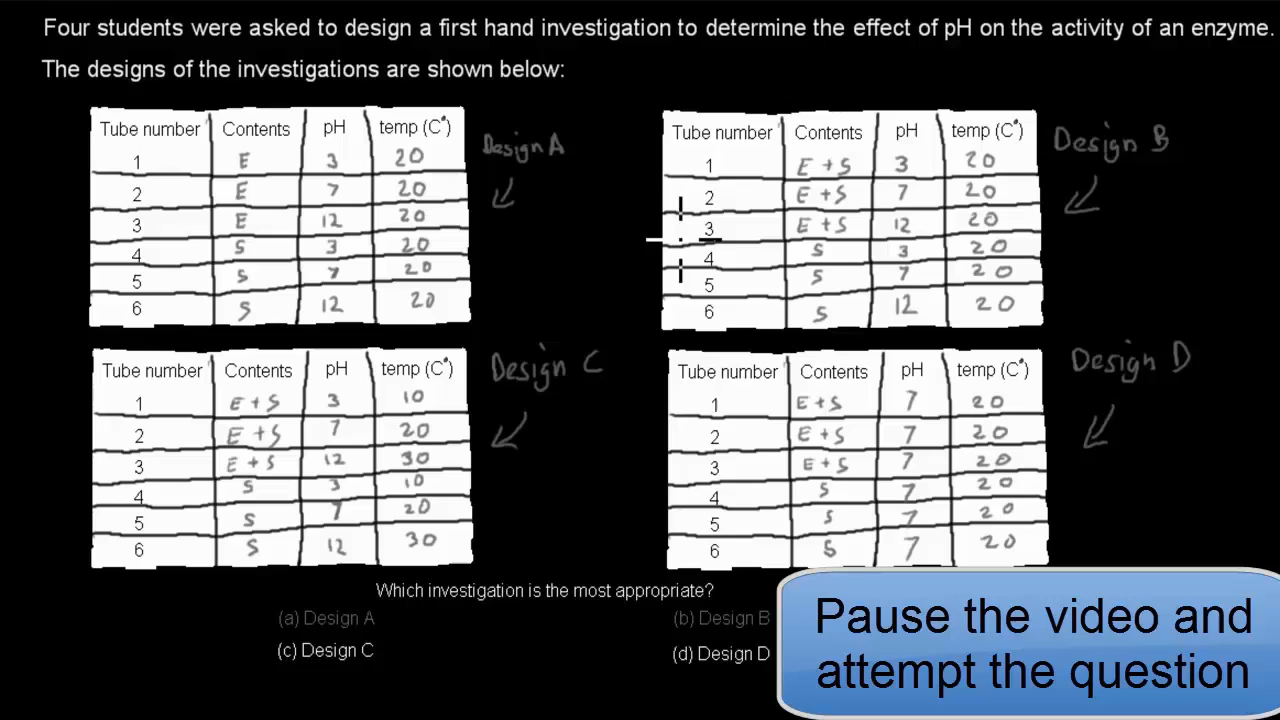 Four students were asked to design a first hand investigation to determine the effect of pH on the activity of an enzyme.
The designs of the investigations are shown below:
Tube number Contents pH temp (C°)
1 E 3 20
2 E 7 20
3 E 12 20
4 S 3 20
5 S 7 20
6 S 12 20
Design A
Tube number Contents pH temp (C°)
1 E + S 3 20
2 E + S 7 20
3 E + S 12 20
4 S 3 20
5 S 7 20
6 S 12 20
Design B
Tube number Contents pH temp (C°)
1 E + S 3 10
2 E + S 7 20
3 E + S 12 30
4 S 3 10
5 S 7 20
6 S 12 30
Design C
Tube number Contents pH temp (C°)
1 E + S 7 20
2 E + S 7 20
3 E + S 7 20
4 S 7 20
5 S 7 20
6 S 7 20
Design D
Which investigation is the most appropriate?
(a) Design A (b) Design B
(c) Design C (d) Design D
Pause the video and
attempt the question